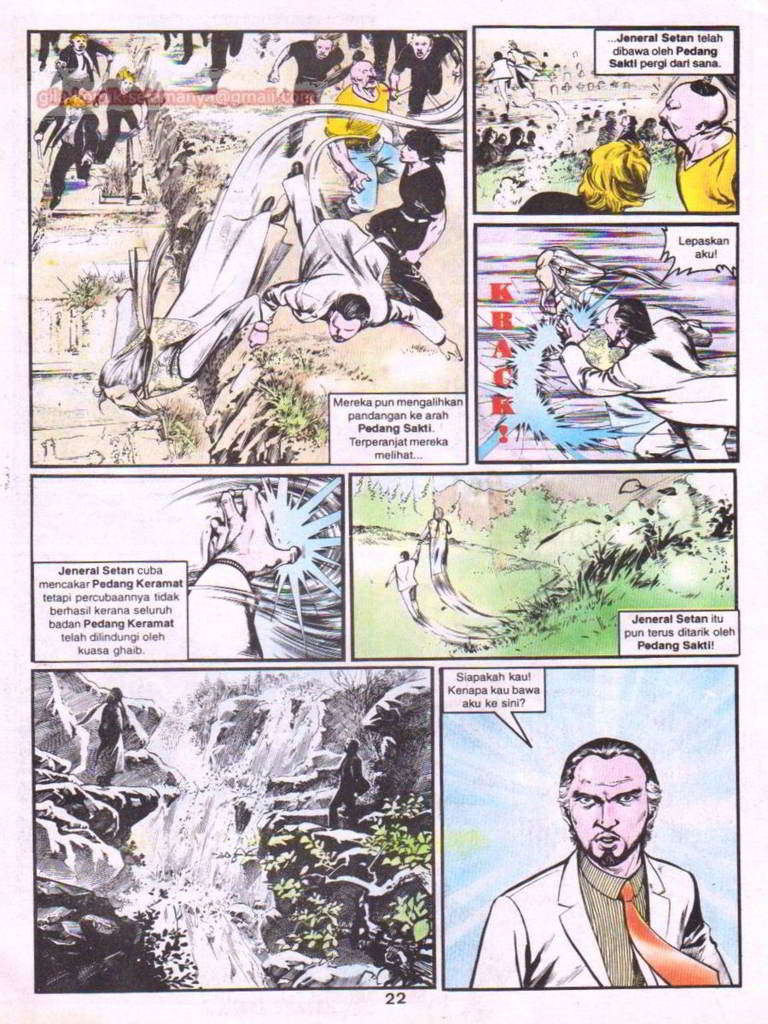 Mereka pun mengalihkan
pandangan ke arah
Pedang Sakti.
Terperanjat mereka
melihat...
...Jeneral Setan telah
dibawa oleh Pedang
Sakti pergi dari sana.
Lepaskan
aku!
KRACK!
Jeneral Setan cuba
mencakar Pedang Keramat
tetapi percubaannya tidak
berhasil kerana seluruh
badan Pedang Keramat
telah dilindungi oleh
kuasa ghaib.
Jeneral Setan itu
pun terus ditarik oleh
Pedang Sakti!
Siapakah kau!
Kenapa kau bawa
aku ke sini?
22